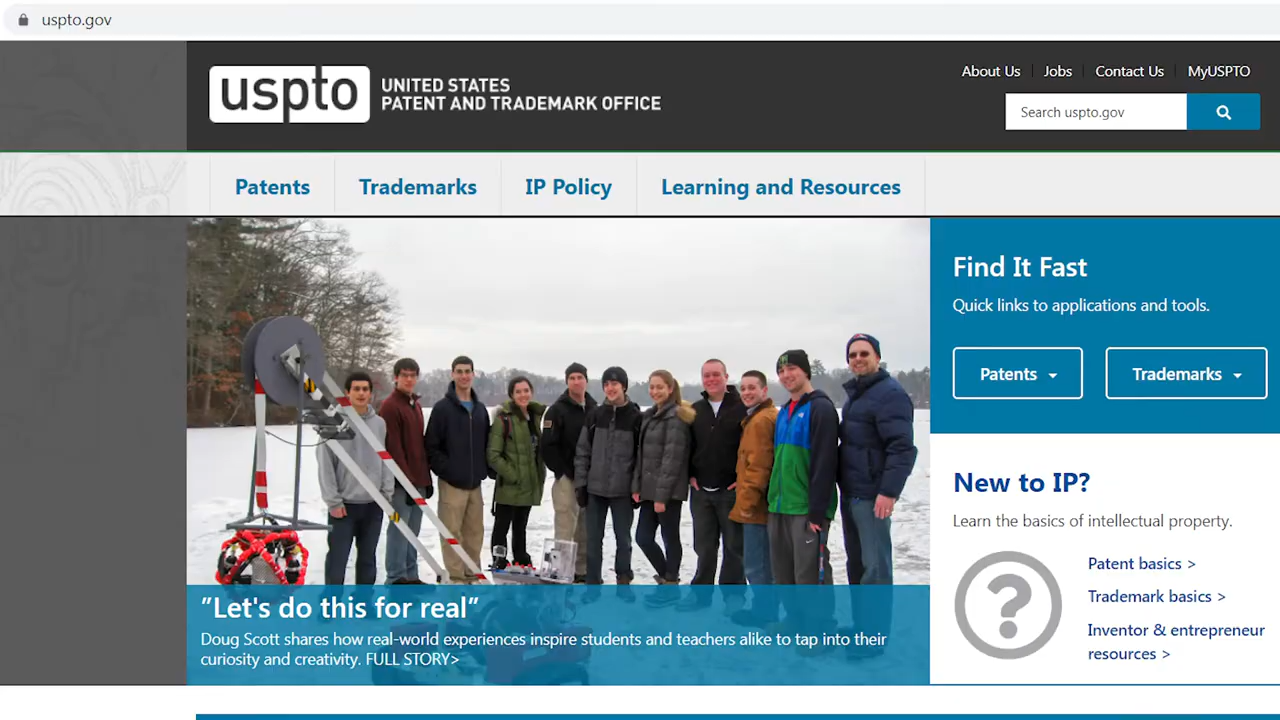 uspto.gov
About Us
Jobs
Contact Us
MyUSPTO
uspto
UNITED STATES
PATENT AND TRADEMARK OFFICE
Search uspto.gov
Patents
Trademarks
IP Policy
Learning and Resources
Find It Fast
Quick links to applications and tools.
Patents
Trademarks
New to IP?
Learn the basics of intellectual property.
Patent basics >
Trademark basics >
Inventor & entrepreneur
resources >
”Let's do this for real”
Doug Scott shares how real-world experiences inspire students and teachers alike to tap into their
curiosity and creativity. FULL STORY>